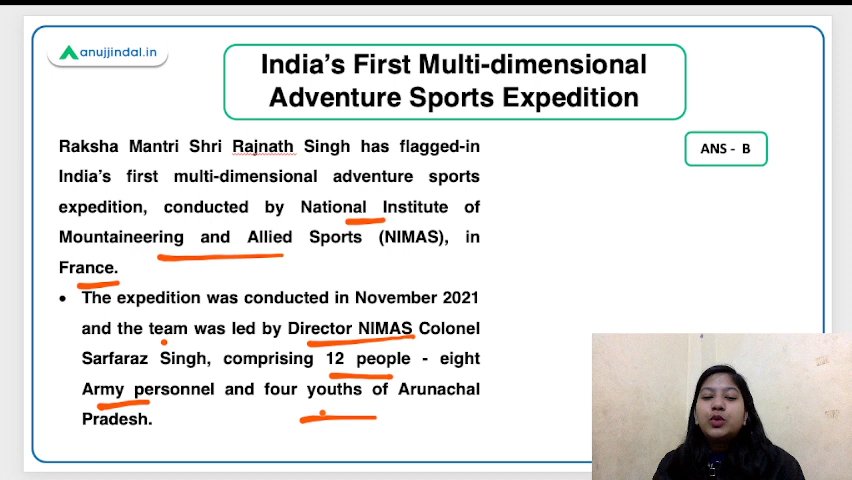 anujjindal.in
India's First Multi-dimensional
Adventure Sports Expedition
Raksha Mantri Shri Rajnath Singh has flagged-in
India's first multi-dimensional adventure sports
expedition, conducted by National Institute of
Mountaineering and Allied Sports (NIMAS), in
France.
• The expedition was conducted in November 2021
and the team was led by Director NIMAS Colonel
Sarfaraz Singh, comprising 12 people - eight
Army personnel and four youths of Arunachal
Pradesh.
ANS - B